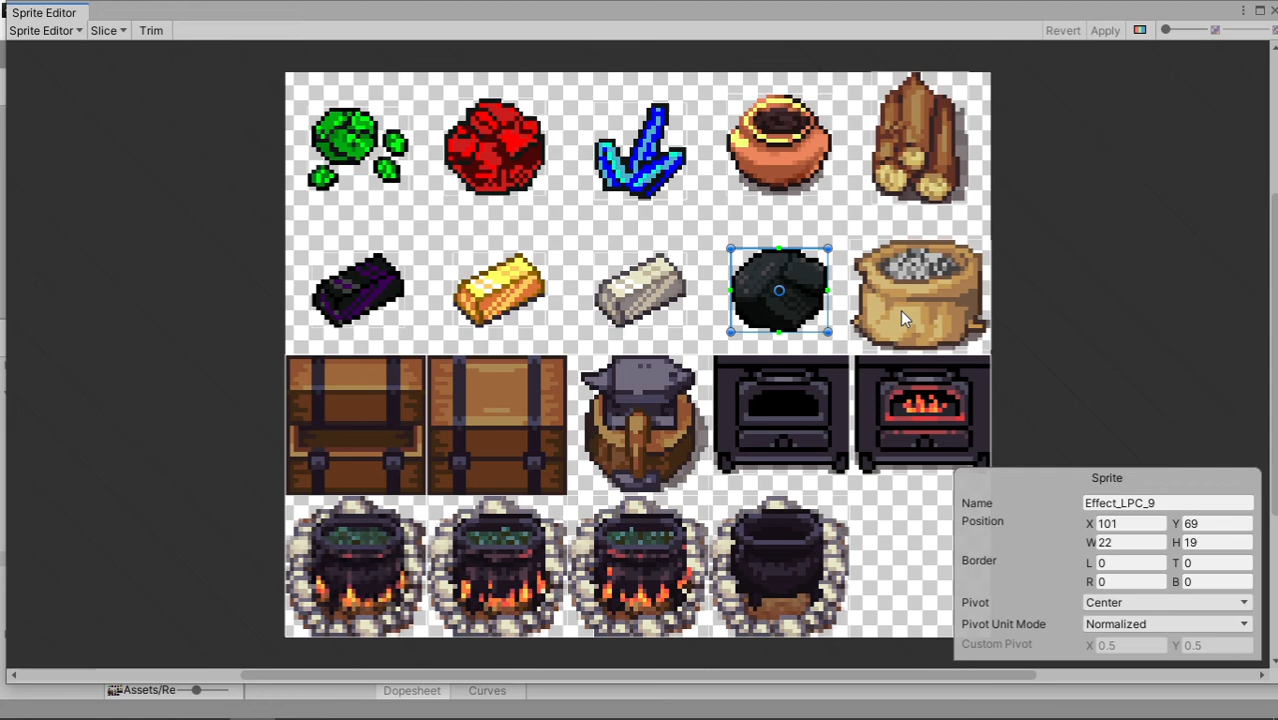 Sprite Editor
Sprite Editor Slice Trim Revert Apply
Sprite
Name Effect_LPC_9
Position X 101 Y 69
W 22 H 19
Border L 0 T 0
R 0 B 0
Pivot Center
Pivot Unit Mode Normalized
Custom Pivot X 0.5 Y 0.5
Assets/Re Dopesheet Curves